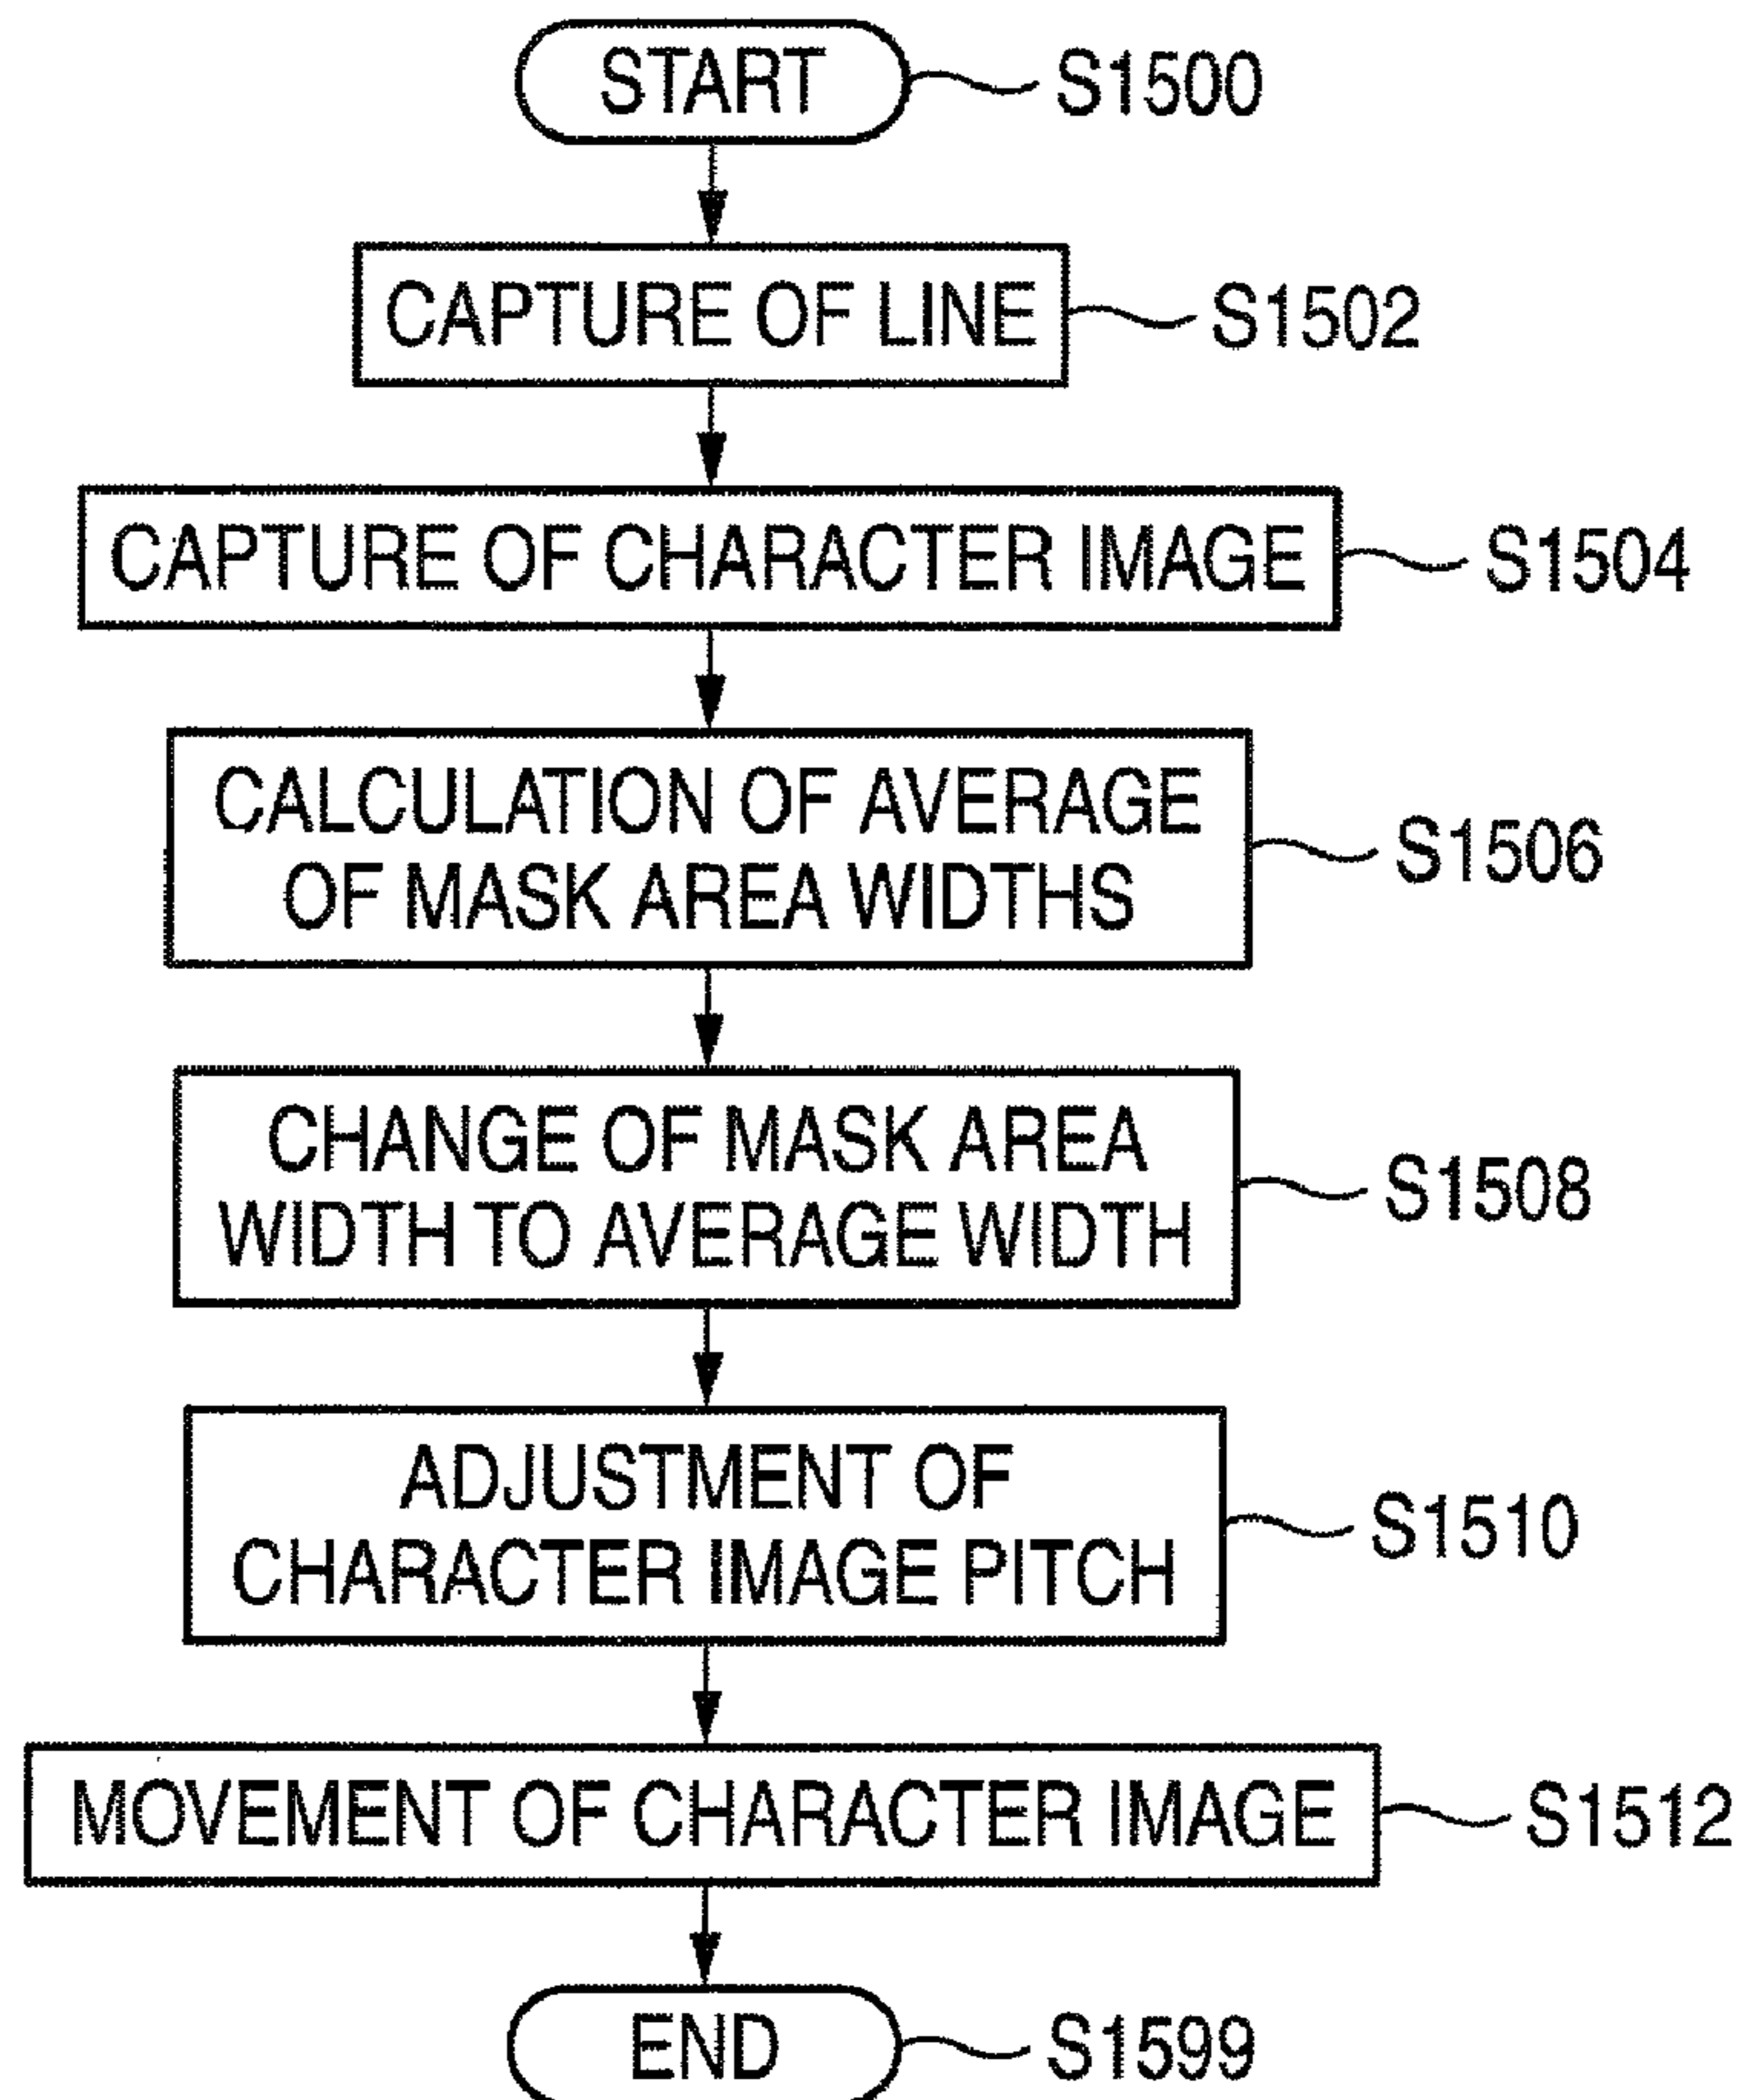 START
S1500
CAPTURE OF LINE
S1502
CAPTURE OF CHARACTER IMAGE
S1504
CALCULATION OF AVERAGE
OF MASK AREA WIDTHS
S1506
CHANGE OF MASK AREA
WIDTH TO AVERAGE WIDTH
S1508
ADJUSTMENT OF
CHARACTER IMAGE PITCH
S1510
MOVEMENT OF CHARACTER IMAGE
S1512
END
S1599